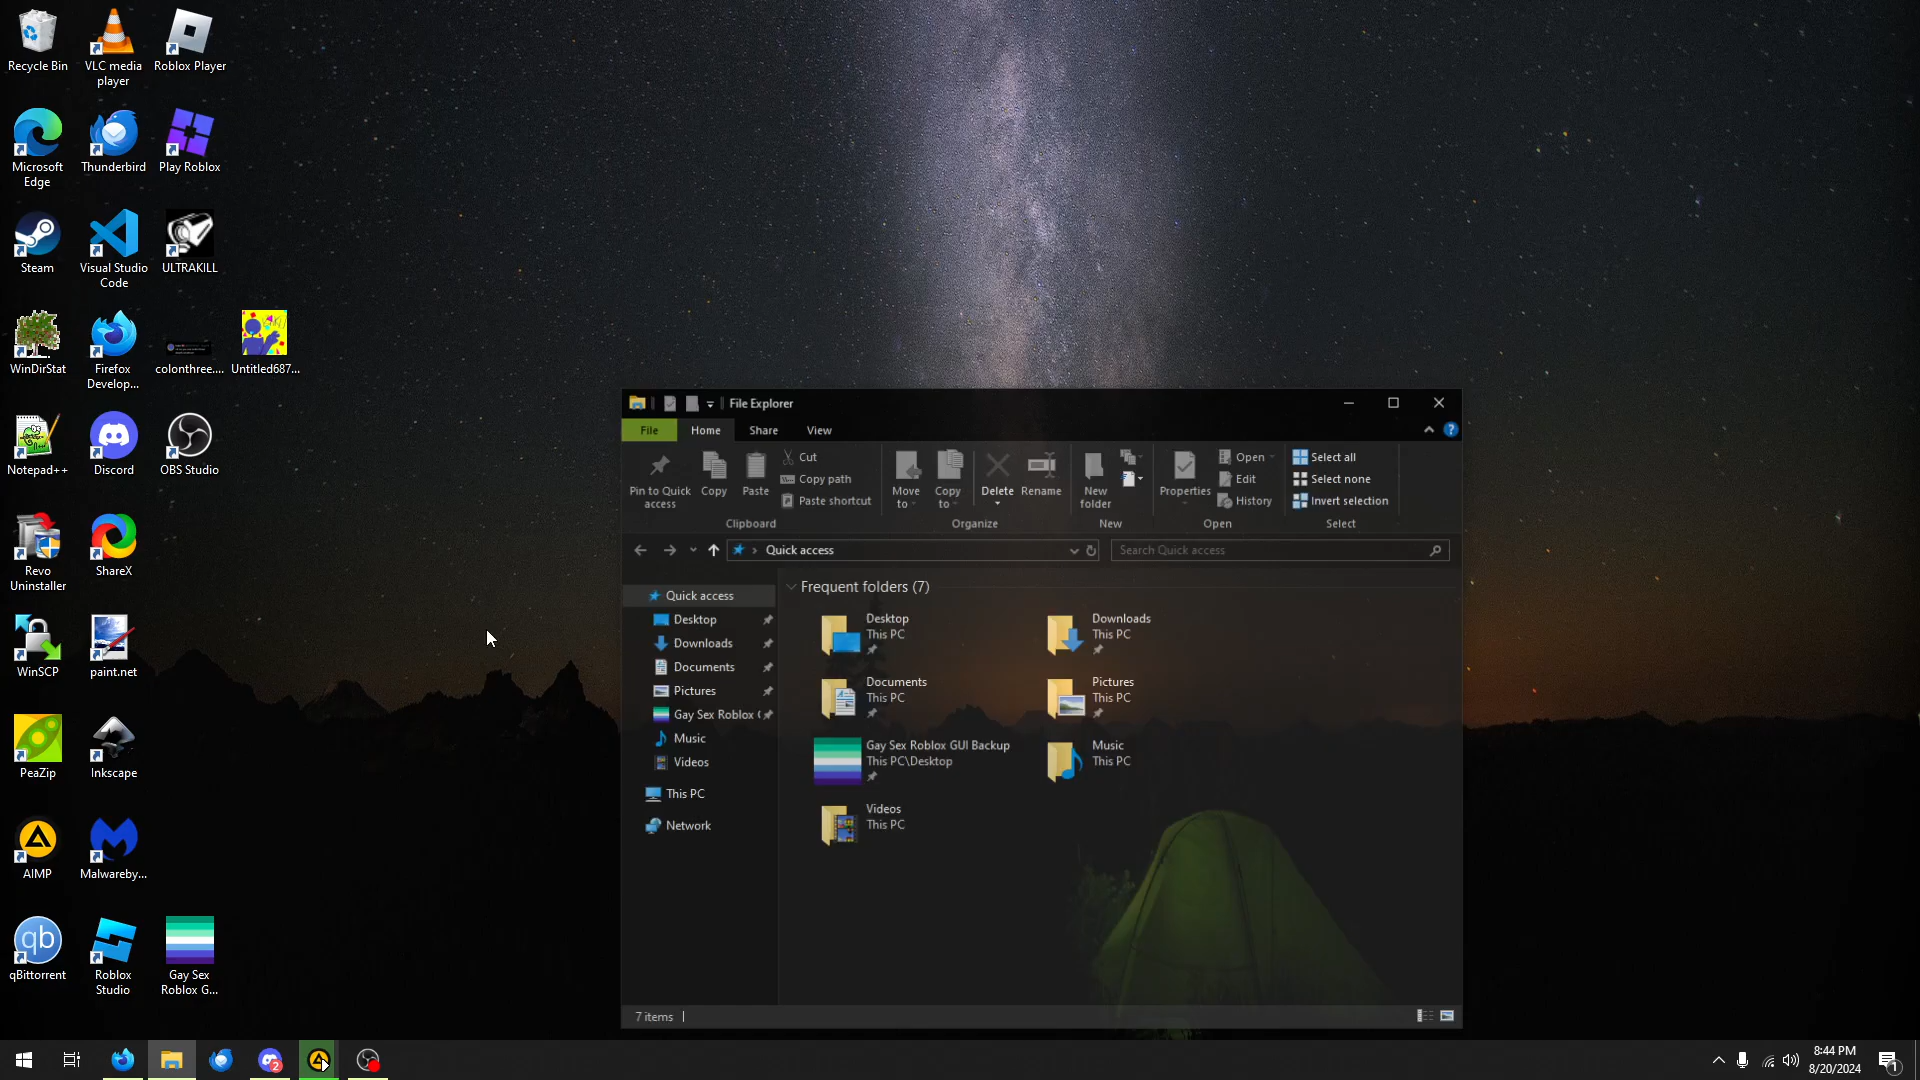 Recycle Bin
VLC media
player
Roblox Player
Microsoft
Edge
Thunderbird
Play Roblox
Steam
Visual Studio
Code
ULTRAKILL
WinDirStat
Firefox
Develop...
colonthree....
Untitled687...
Notepad++
Discord
OBS Studio
Revo
Uninstaller
ShareX
WinSCP
paint.net
PeaZip
Inkscape
AIMP
Malwareby...
qBittorrent
Roblox
Studio
Gay Sex
Roblox G...
File Explorer
File
Home
Share
View
Pin to Quick
access
Copy
Paste
Cut
Copy path
Paste shortcut
Clipboard
Move
to
Copy
to
Delete
Rename
Organize
New
folder
New
Properties
Open
Edit
History
Open
Select all
Select none
Invert selection
Select
Quick access
Search Quick access
Quick access
Desktop
Downloads
Documents
Pictures
Gay Sex Roblox
Music
Videos
This PC
Network
Frequent folders (7)
Desktop
This PC
Downloads
This PC
Documents
This PC
Pictures
This PC
Gay Sex Roblox GUI Backup
This PC\Desktop
Music
This PC
Videos
This PC
7 items
2
8:44 PM
8/20/2024
1